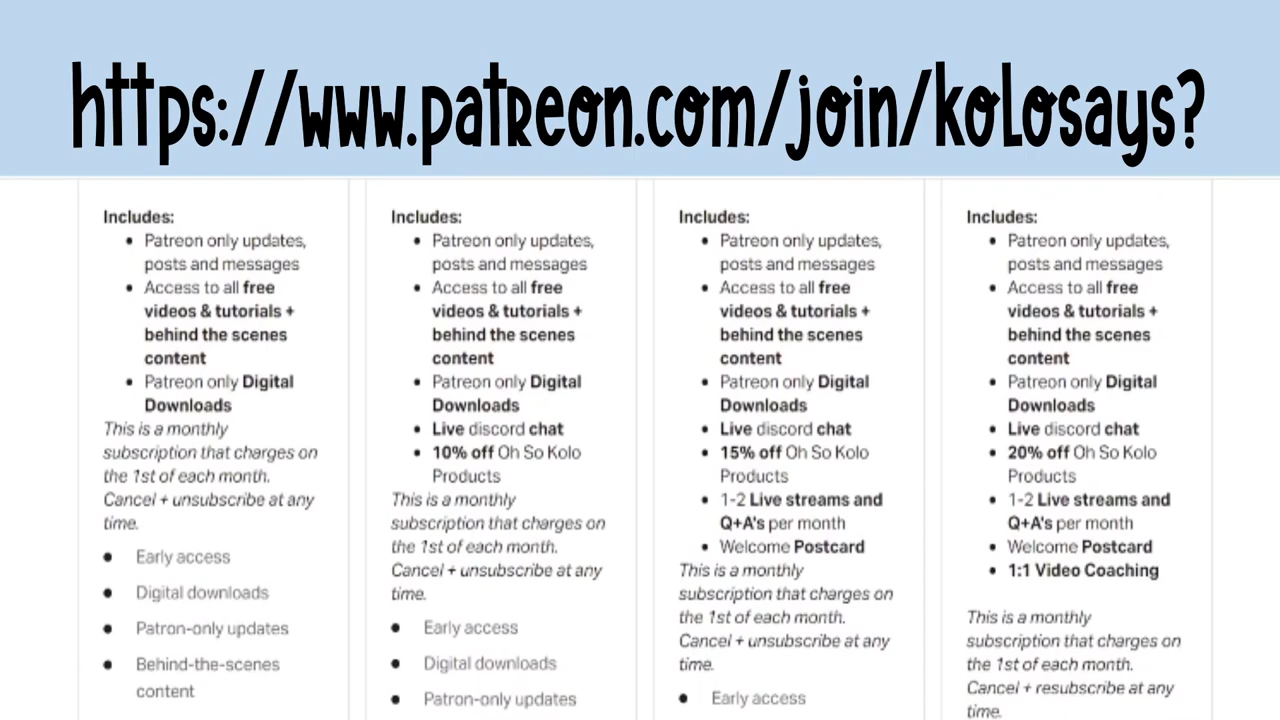 https://www.patreon.com/join/kolosays?
Includes:
• Patreon only updates,
posts and messages
• Access to all free
videos & tutorials +
behind the scenes
content
• Patreon only Digital
Downloads
This is a monthly
subscription that charges on
the 1st of each month.
Cancel + unsubscribe at any
time.
• Early access
• Digital downloads
• Patron-only updates
• Behind-the-scenes
content
Includes:
• Patreon only updates,
posts and messages
• Access to all free
videos & tutorials +
behind the scenes
content
• Patreon only Digital
Downloads
• Live discord chat
• 10% off Oh So Kolo
Products
This is a monthly
subscription that charges on
the 1st of each month.
Cancel + unsubscribe at any
time.
• Early access
• Digital downloads
• Patron-only updates
Includes:
• Patreon only updates,
posts and messages
• Access to all free
videos & tutorials +
behind the scenes
content
• Patreon only Digital
Downloads
• Live discord chat
• 15% off Oh So Kolo
Products
• 1-2 Live streams and
Q+A's per month
• Welcome Postcard
This is a monthly
subscription that charges on
the 1st of each month.
Cancel + unsubscribe at any
time.
• Early access
Includes:
• Patreon only updates,
posts and messages
• Access to all free
videos & tutorials +
behind the scenes
content
• Patreon only Digital
Downloads
• Live discord chat
• 20% off Oh So Kolo
Products
• 1-2 Live streams and
Q+A's per month
• Welcome Postcard
• 1:1 Video Coaching
This is a monthly
subscription that charges on
the 1st of each month.
Cancel + resubscribe at any
time.